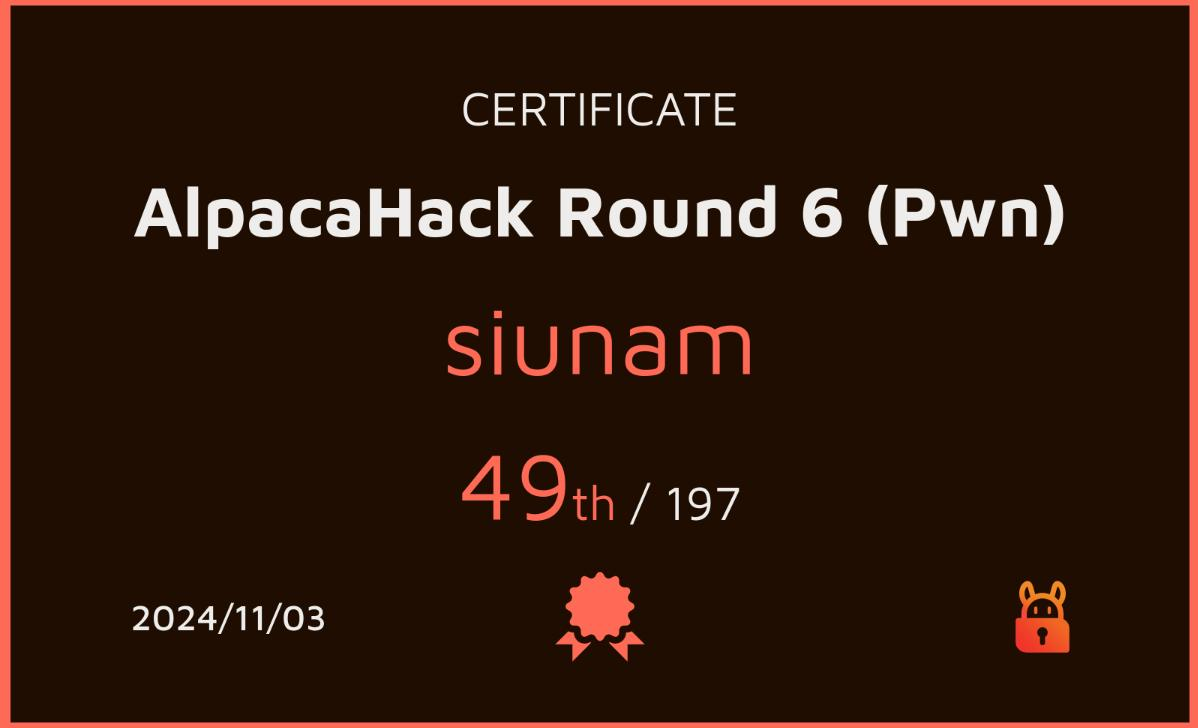 CERTIFICATE
AlpacaHack Round 6 (Pwn)
siunam
49th / 197
2024/11/03